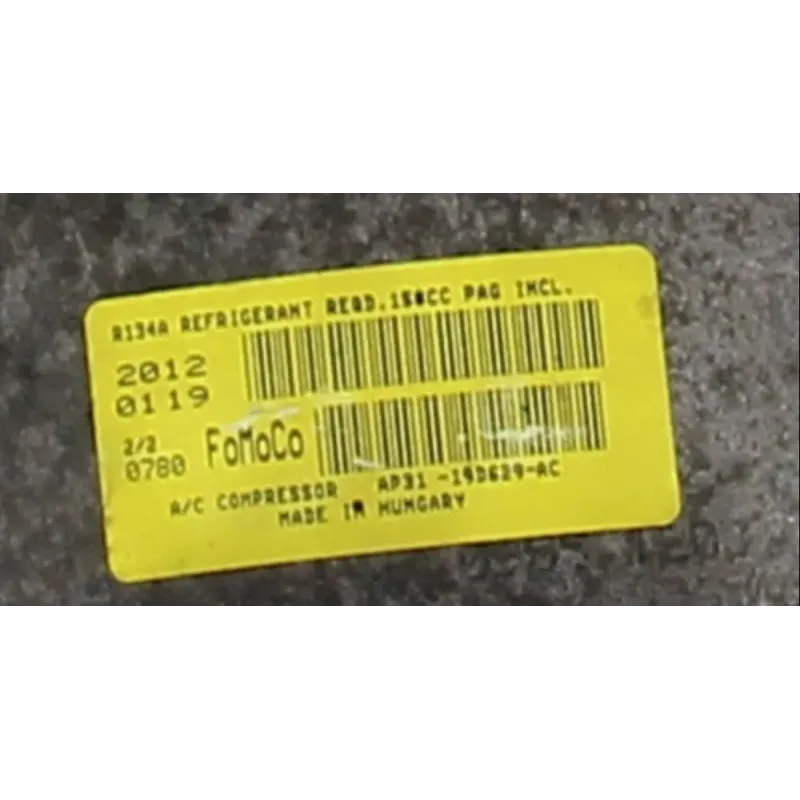 R134A REFRIGERANT REQD.150CC PAG INCL.
2012
0119
2/2
0780 FoMoCo
A/C COMPRESSOR AP31-19D629-AC
MADE IN HUNGARY